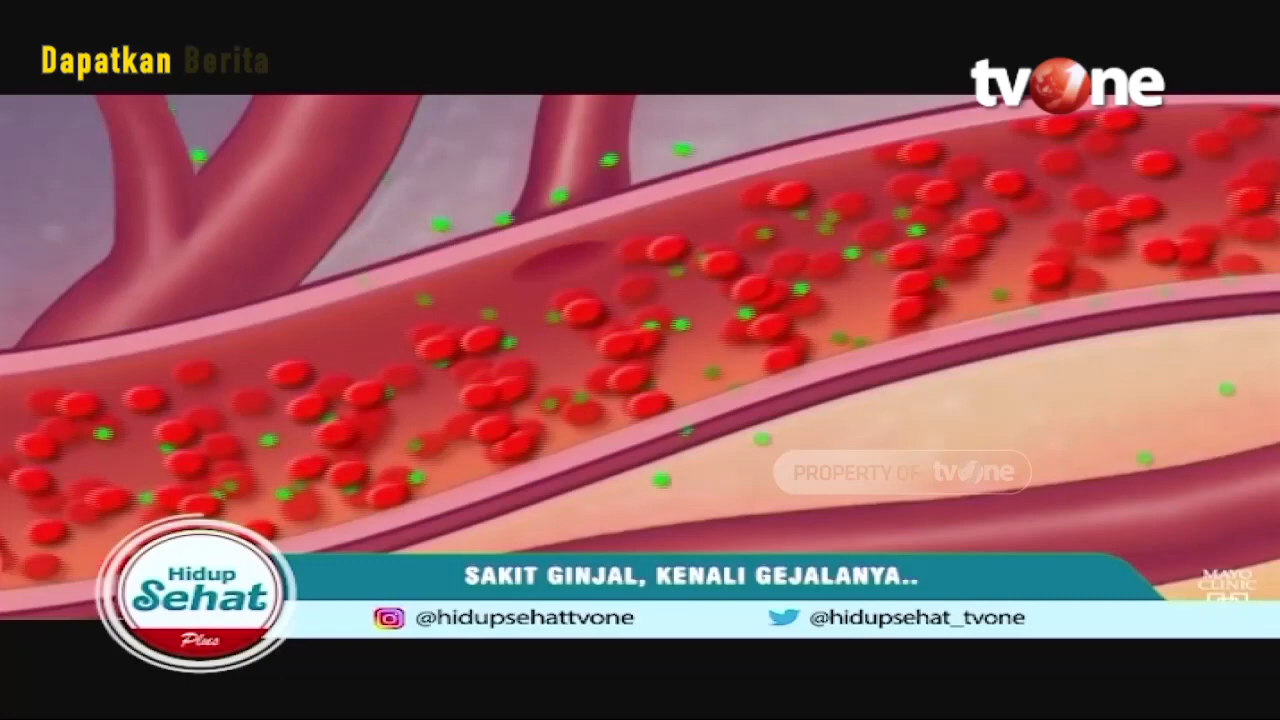 Dapatkan Berita
tvOne
PROPERTY OF tvOne
SAKIT GINJAL, KENALI GEJALANYA..
Hidup
Sehat
Plus
@hidupsehattvone
@hidupsehat_tvone
MAYO
CLINIC